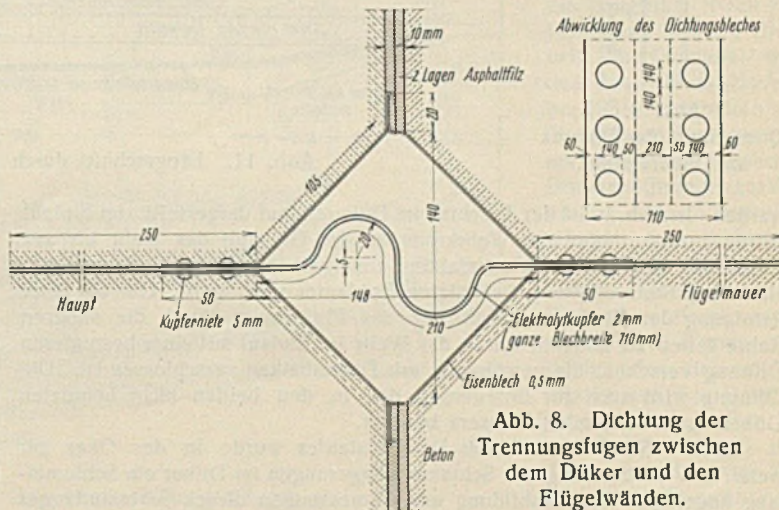 10 mm
2 Lagen Asphaltfilz
20
105
140
250
20
5
Haupt
50
148
50
210
Kupferniete 5 mm
Elektrolytkupfer 2 mm
(ganze Blechbreite 710 mm)
Eisenblech 0,5 mm
Beton
250
Flügelmauer
Abwicklung des Dichtungsbleches
140
140
60 140 50 210 50 140 60
710
Abb. 8. Dichtung der
Trennungsfugen zwischen
dem Düker und den
Flügelwänden.